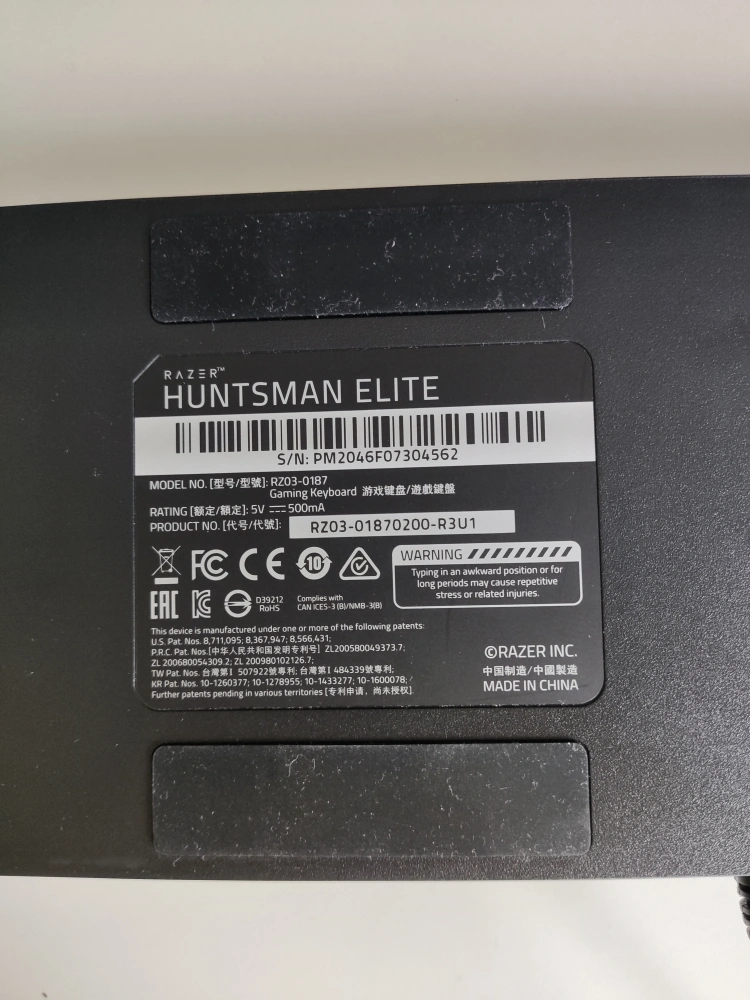 RAZER™
HUNTSMAN ELITE
S/N: PM2046F07304562
MODEL NO. [型号/型號]: RZ03-0187
Gaming Keyboard 游戏键盘/遊戲鍵盤
RATING [额定/額定]: 5V ⎓ 500mA
PRODUCT NO. [代号/代號]: RZ03-01870200-R3U1
FC CE 10
WARNING
Typing in an awkward position or for
long periods may cause repetitive
stress or related injuries.
EAC
D39212
RoHS
Complies with
CAN ICES-3 (B)/NMB-3(B)
This device is manufactured under one or more of the following patents:
U.S. Pat. Nos. 8,711,095; 8,367,947; 8,566,431;
P.R.C. Pat Nos.[中华人民共和国发明专利号] ZL200580049373.7;
ZL 200680054309.2; ZL 200980102126.7;
TW Pat. Nos. 台灣第I 507922號專利; 台灣第I 484339號專利;
KR Pat. Nos. 10-1260377; 10-1278955; 10-1433277; 10-1600078;
Further patents pending in various territories [专利申请，尚未授权].
©RAZER INC.
中国制造/中國製造
MADE IN CHINA